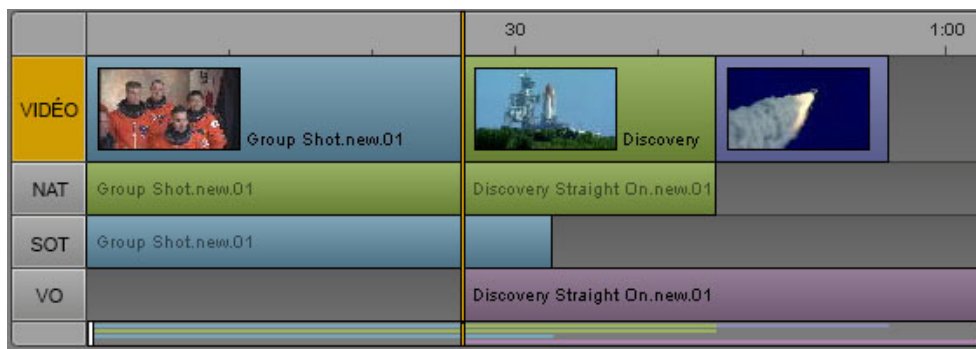 30 1:00
VIDÉO
Group Shot.new.01 Discovery
NAT Group Shot.new.01 Discovery Straight On.new.01
SOT Group Shot.new.01
VO Discovery Straight On.new.01